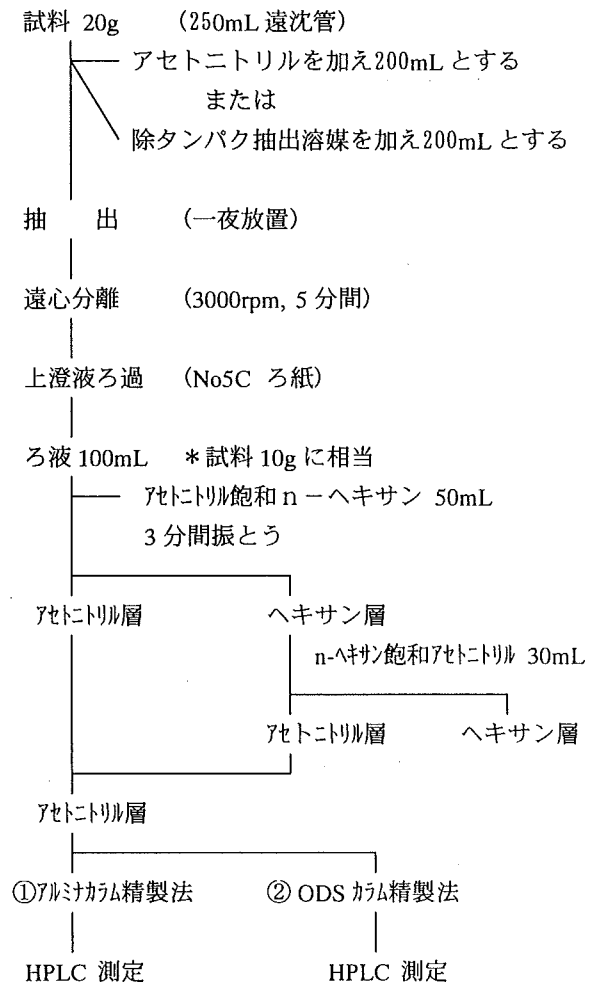 試料 20g (250mL 遠沈管)
アセトニトリルを加え200mL とする
または
除タンパク抽出溶媒を加え200mL とする
抽 出 (一夜放置)
遠心分離 (3000rpm, 5 分間)
上澄液ろ過 (No5C ろ紙)
ろ液 100mL *試料 10g に相当
ｱｾﾄﾆﾄﾘﾙ飽和 n－ヘキサン 50mL
3 分間振とう
ｱｾﾄﾆﾄﾘﾙ層 ヘキサン層
n-ﾍｷｻﾝ飽和ｱｾﾄﾆﾄﾘﾙ 30mL
ｱｾﾄﾆﾄﾘﾙ層 ヘキサン層
ｱｾﾄﾆﾄﾘﾙ層
①ｱﾙﾐﾅｶﾗﾑ精製法 ② ODS ｶﾗﾑ精製法
HPLC 測定 HPLC 測定